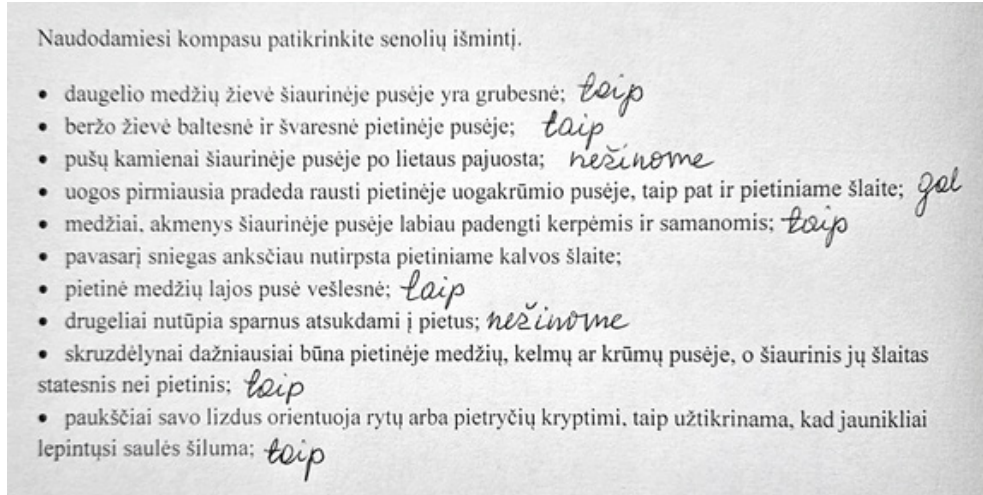 Naudodamiesi kompasu patikrinkite senolių išmintį.
• daugelio medžių žievė šiaurinėje pusėje yra grubesnė; taip
• beržo žievė baltesnė ir švaresnė pietinėje pusėje; taip
• pušų kamienai šiaurinėje pusėje po lietaus pajuosta; nežinome
• uogos pirmiausia pradeda rausti pietinėje uogakrūmio pusėje, taip pat ir pietiniame šlaite; gal
• medžiai, akmenys šiaurinėje pusėje labiau padengti kerpėmis ir samanomis; taip
• pavasarį sniegas anksčiau nutirpsta pietiniame kalvos šlaite;
• pietinė medžių lajos pusė vešlesnė; taip
• drugeliai nutūpia sparnus atsukdami į pietus; nežinome
• skruzdėlynai dažniausiai būna pietinėje medžių, kelmų ar krūmų pusėje, o šiaurinis jų šlaitas
statesnis nei pietinis; taip
• paukščiai savo lizdus orientuoja rytų arba pietryčių kryptimi, taip užtikrinama, kad jaunikliai
lepintųsi saulės šiluma; taip